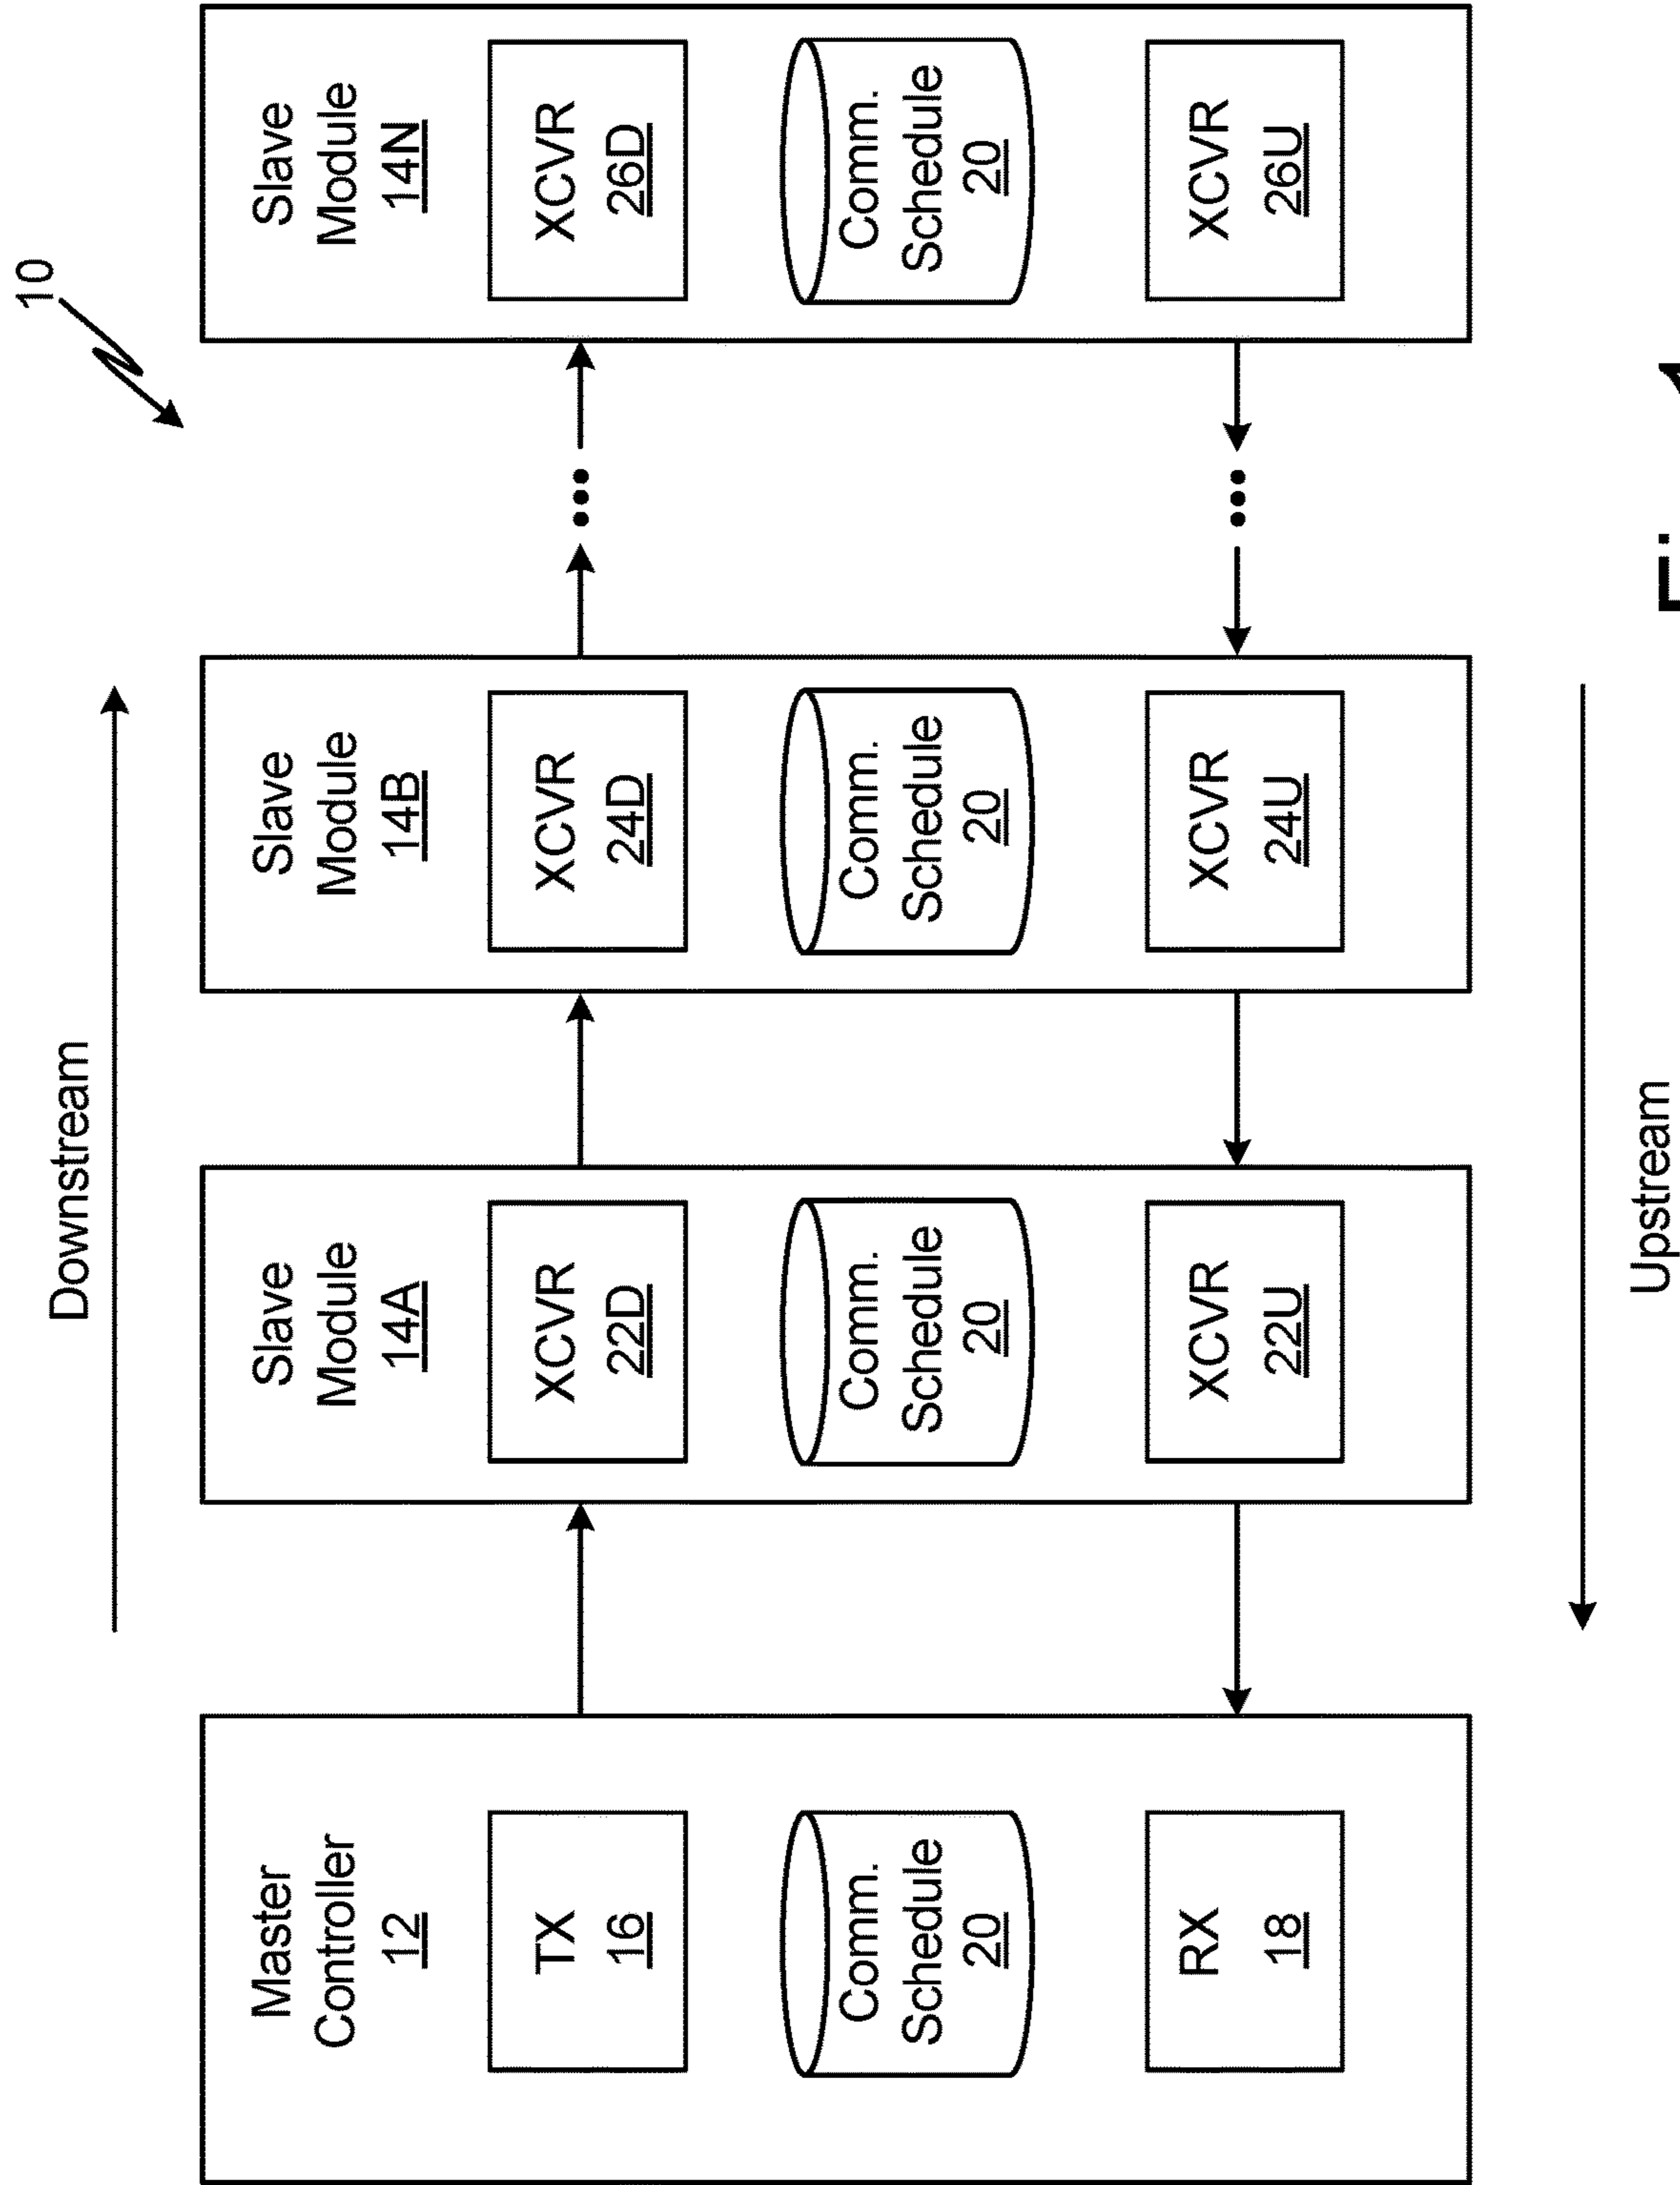 10
Downstream
Master
Controller
12
TX
16
Comm.
Schedule
20
RX
18
Slave
Module
14A
XCVR
22D
Comm.
Schedule
20
XCVR
22U
Slave
Module
14B
XCVR
24D
Comm.
Schedule
20
XCVR
24U
•••
•••
Slave
Module
14N
XCVR
26D
Comm.
Schedule
20
XCVR
26U
Upstream